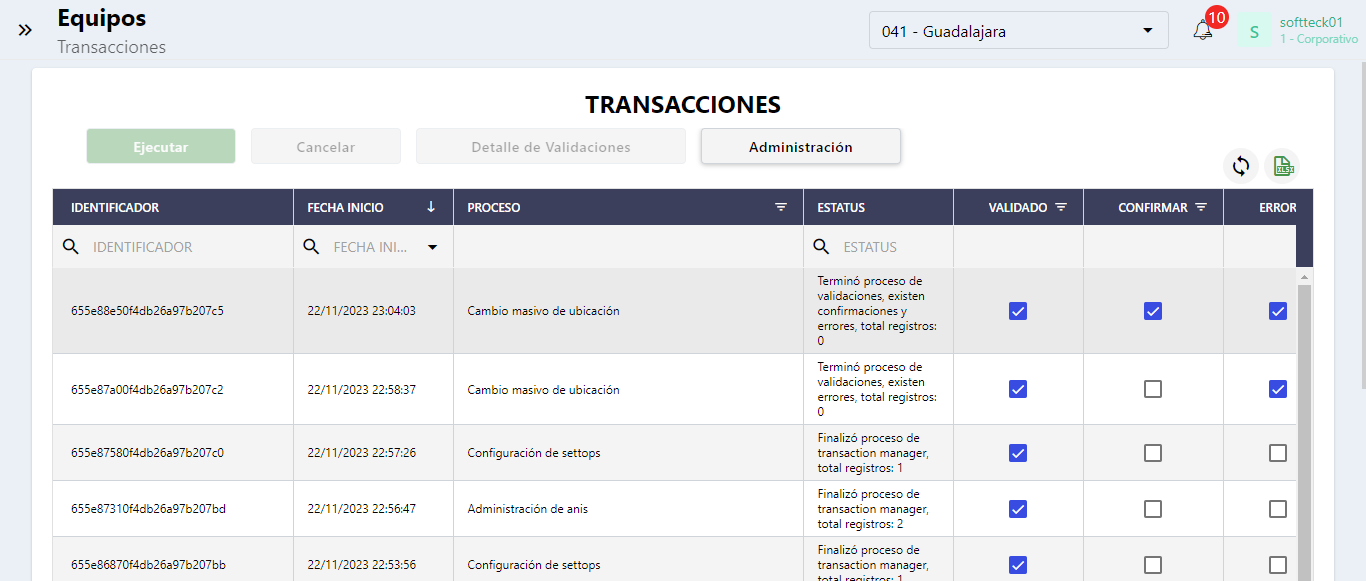 Equipos
Transacciones
041 - Guadalajara
10
S
softteck01
1 - Corporativo
TRANSACCIONES
Ejecutar
Cancelar
Detalle de Validaciones
Administración
XLSX
IDENTIFICADOR
FECHA INICIO
PROCESO
ESTATUS
VALIDADO
CONFIRMAR
ERROR
IDENTIFICADOR
FECHA INI...
ESTATUS
655e88e50f4db26a97b207c5
22/11/2023 23:04:03
Cambio masivo de ubicación
Terminó proceso de
validaciones, existen
confirmaciones y
errores, total registros:
0
655e87a00f4db26a97b207c2
22/11/2023 22:58:37
Cambio masivo de ubicación
Terminó proceso de
validaciones, existen
errores, total registros:
0
655e87580f4db26a97b207c0
22/11/2023 22:57:26
Configuración de settops
Finalizó proceso de
transaction manager,
total registros: 1
655e87310f4db26a97b207bd
22/11/2023 22:56:47
Administración de anis
Finalizó proceso de
transaction manager,
total registros: 2
655e86870f4db26a97b207bb
22/11/2023 22:53:56
Configuración de settops
Finalizó proceso de
transaction manager,
total registros: 1